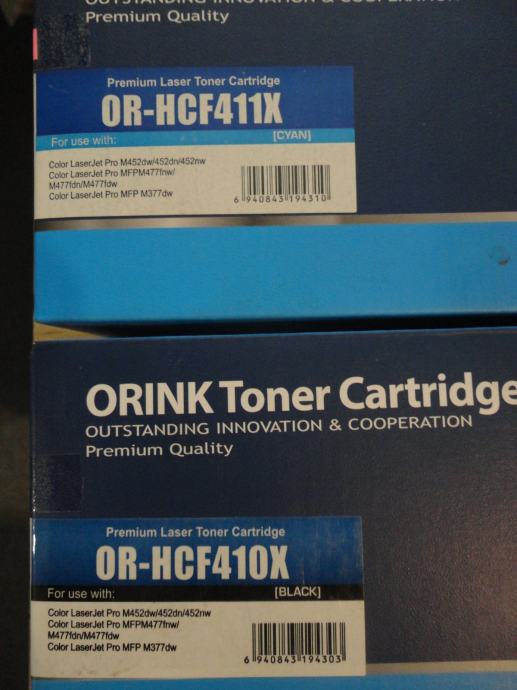 OUTSTANDING INNOVATION & COOPERATION
Premium Quality
Premium Laser Toner Cartridge
OR-HCF411X
For use with: [CYAN]
Color LaserJet Pro M452dw/452dn/452nw
Color LaserJet Pro MFPM477fnw/
M477fdn/M477fdw
Color LaserJet Pro MFP M377dw
6 940843 194310
ORINK Toner Cartridge
OUTSTANDING INNOVATION & COOPERATION
Premium Quality
Premium Laser Toner Cartridge
OR-HCF410X
For use with: [BLACK]
Color LaserJet Pro M452dw/452dn/452nw
Color LaserJet Pro MFPM477fnw/
M477fdn/M477fdw
Color LaserJet Pro MFP M377dw
6 940843 194303